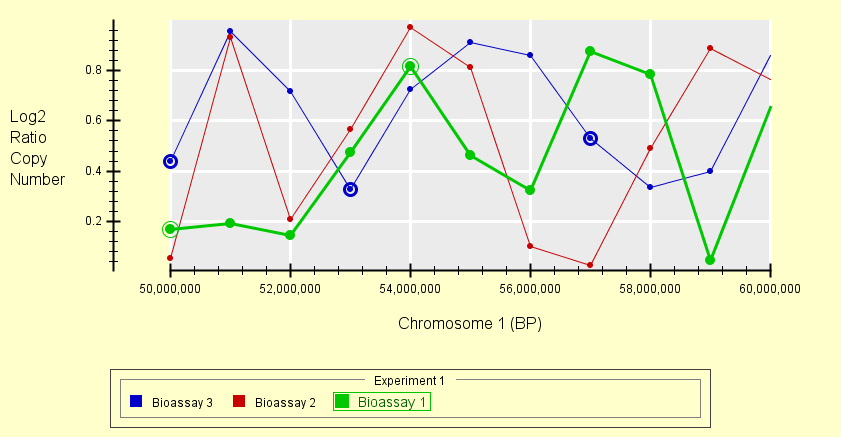 Log2
Ratio
Copy
Number
0.8
0.6
0.4
0.2
50,000,000 52,000,000 54,000,000 56,000,000 58,000,000 60,000,000
Chromosome 1 (BP)
Experiment 1
Bioassay 3 Bioassay 2 Bioassay 1